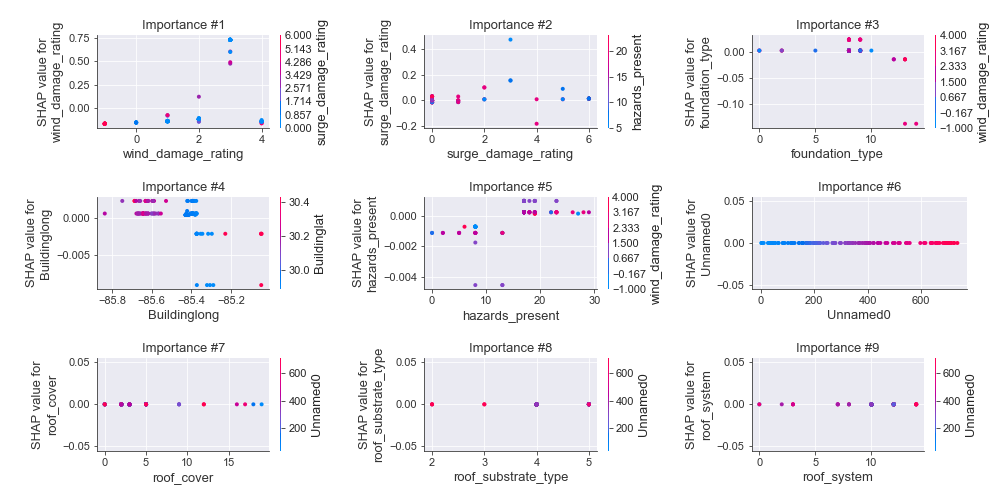 Importance #1
Importance #2
Importance #3
SHAP value for
wind_damage_rating
0.75
0.50
0.25
0.00
0
2
4
wind_damage_rating
6.000
5.143
4.286
3.429
2.571
1.714
0.857
0.000
surge_damage_rating
SHAP value for
surge_damage_rating
0.4
0.2
0.0
−0.2
0
2
4
6
surge_damage_rating
20
15
10
5
hazards_present
SHAP value for
foundation_type
0.00
−0.05
−0.10
0
10
foundation_type
4.000
3.167
2.333
1.500
0.667
−0.167
−1.000
wind_damage_rating
Importance #4
Importance #5
Importance #6
SHAP value for
Buildinglong
0.000
−0.005
−85.8
−85.6
−85.4
−85.2
Buildinglong
30.4
30.2
30.0
Buildinglat
SHAP value for
hazards_present
0.000
−0.002
−0.004
0
10
20
30
hazards_present
4.000
3.167
2.333
1.500
0.667
−0.167
−1.000
wind_damage_rating
SHAP value for
Unnamed0
0.05
0.00
−0.05
0
200
400
600
Unnamed0
Importance #7
Importance #8
Importance #9
SHAP value for
roof_cover
0.05
0.00
−0.05
0
5
10
15
roof_cover
600
400
200
Unnamed0
SHAP value for
roof_substrate_type
0.05
0.00
−0.05
2
3
4
5
roof_substrate_type
600
400
200
Unnamed0
SHAP value for
roof_system
0.05
0.00
−0.05
0
10
roof_system
600
400
200
Unnamed0